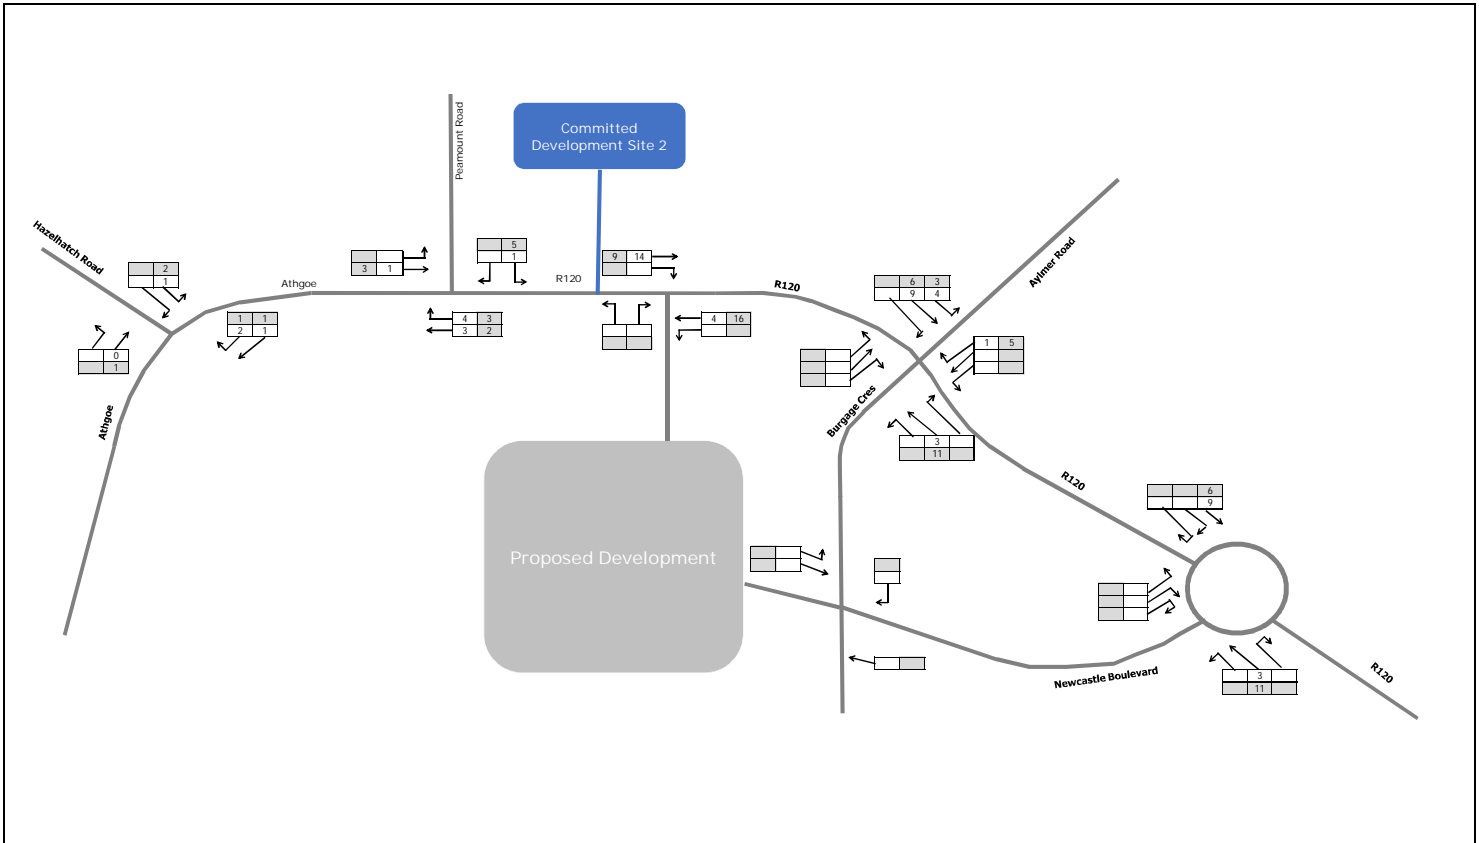 Peamount Road
Committed
Development Site 2
Hazelhatch Road
Aylmer Road
5
1
9 14
3 1
2
1
Athgoe
R120
R120
6 3
9 4
1 1
2 1
4 3
3 2
4 16
1 5
0
1
Burgage Cres
Athgoe
3
11
R120
6
9
Proposed Development
Newcastle Boulevard
R120
3
11